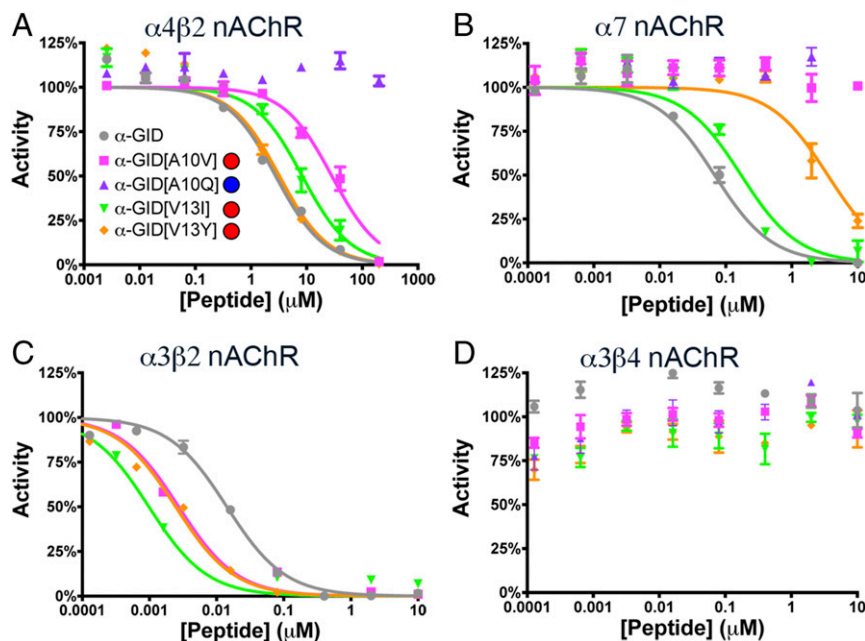 A α4β2 nAChR
125%
100%
75%
50%
25%
0%
Activity
α-GID
α-GID[A10V]
α-GID[A10Q]
α-GID[V13I]
α-GID[V13Y]
0.001 0.01 0.1 1 10 100 1000
[Peptide] (μM)
B α7 nAChR
125%
100%
75%
50%
25%
0%
Activity
0.0001 0.001 0.01 0.1 1 10
[Peptide] (μM)
C α3β2 nAChR
125%
100%
75%
50%
25%
0%
Activity
0.0001 0.001 0.01 0.1 1 10
[Peptide] (μM)
D α3β4 nAChR
125%
100%
75%
50%
25%
0%
Activity
0.0001 0.001 0.01 0.1 1 10
[Peptide] (μM)